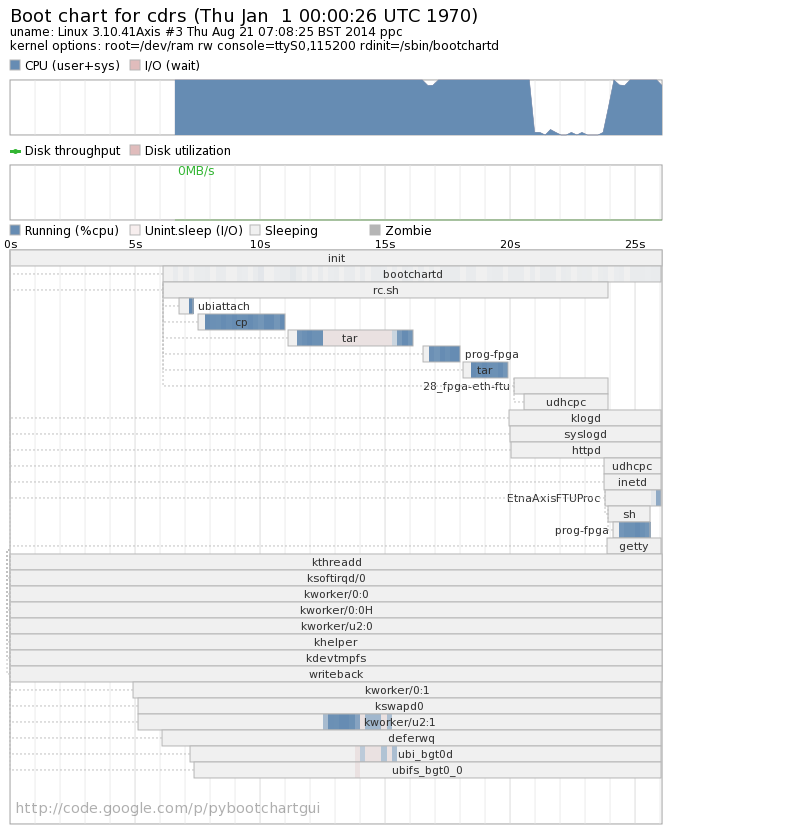 Boot chart for cdrs (Thu Jan  1 00:00:26 UTC 1970)
uname: Linux 3.10.41Axis #3 Thu Aug 21 07:08:25 BST 2014 ppc
kernel options: root=/dev/ram rw console=ttyS0,115200 rdinit=/sbin/bootchartd
CPU (user+sys) I/O (wait)
Disk throughput Disk utilization
0MB/s
Running (%cpu) Unint.sleep (I/O) Sleeping Zombie
0s 5s 10s 15s 20s 25s
init
bootchartd
rc.sh
ubiattach
cp
tar
prog-fpga
tar
28_fpga-eth-ftu
udhcpc
klogd
syslogd
httpd
udhcpc
inetd
EtnaAxisFTUProc
sh
prog-fpga
getty
kthreadd
ksoftirqd/0
kworker/0:0
kworker/0:0H
kworker/u2:0
khelper
kdevtmpfs
writeback
kworker/0:1
kswapd0
kworker/u2:1
deferwq
ubi_bgt0d
ubifs_bgt0_0
http://code.google.com/p/pybootchartgui